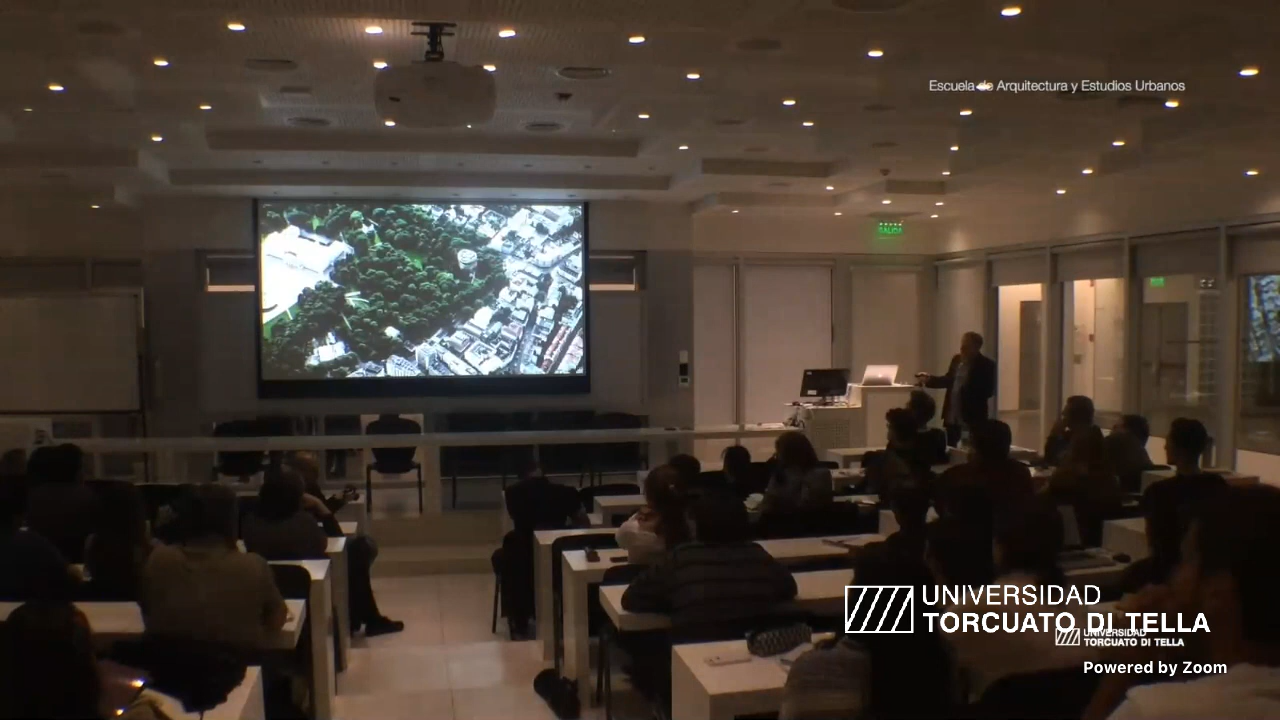 Escuela de Arquitectura y Estudios Urbanos
SALIDA
UNIVERSIDAD
TORCUATO DI TELLA
UNIVERSIDAD
TORCUATO DI TELLA
Powered by Zoom